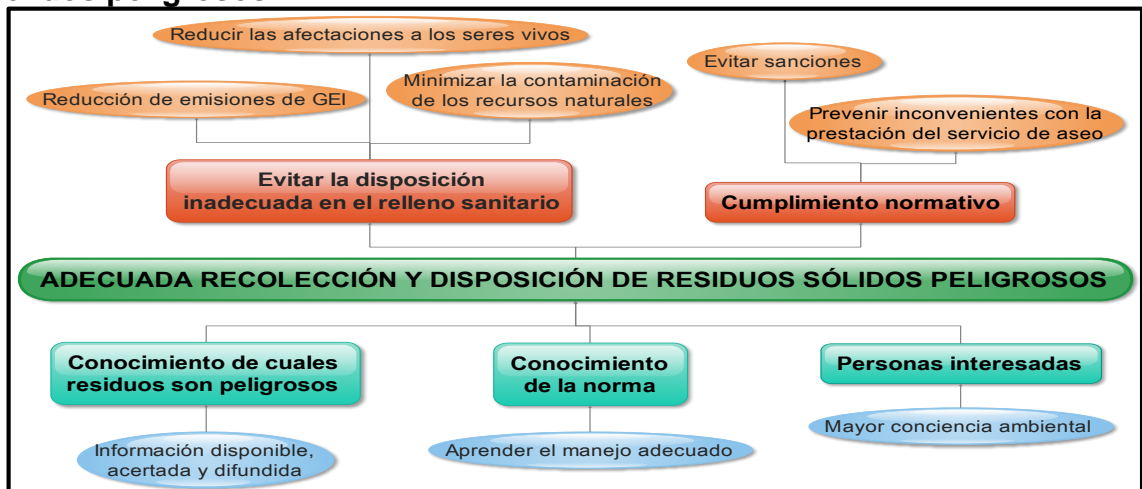 Reducir las afectaciones a los seres vivos
Evitar sanciones
Reducción de emisiones de GEI
Minimizar la contaminación
de los recursos naturales
Prevenir inconvenientes con la
prestación del servicio de aseo
Evitar la disposición
inadecuada en el relleno sanitario
Cumplimiento normativo
ADECUADA RECOLECCIÓN Y DISPOSICIÓN DE RESIDUOS SÓLIDOS PELIGROSOS
Conocimiento de cuales
residuos son peligrosos
Conocimiento
de la norma
Personas interesadas
Información disponible,
acertada y difundida
Aprender el manejo adecuado
Mayor conciencia ambiental